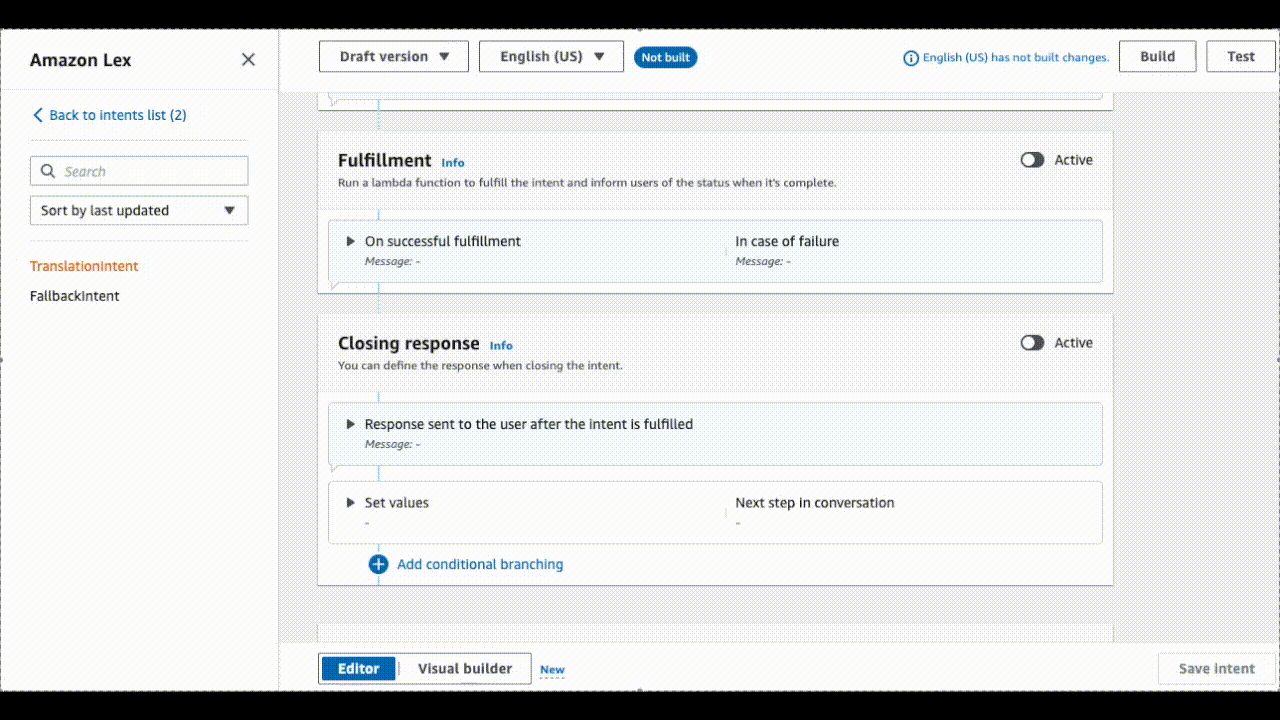 Amazon Lex
Draft version
English (US)
Not built
English (US) has not built changes.
Build
Test
Back to intents list (2)
Search
Sort by last updated
TranslationIntent
FallbackIntent
Fulfillment Info
Active
Run a lambda function to fulfill the intent and inform users of the status when it's complete.
On successful fulfillment
Message: -
In case of failure
Message: -
Closing response Info
Active
You can define the response when closing the intent.
Response sent to the user after the intent is fulfilled
Message: -
Set values
-
Next step in conversation
-
Add conditional branching
Editor
Visual builder
New
Save intent